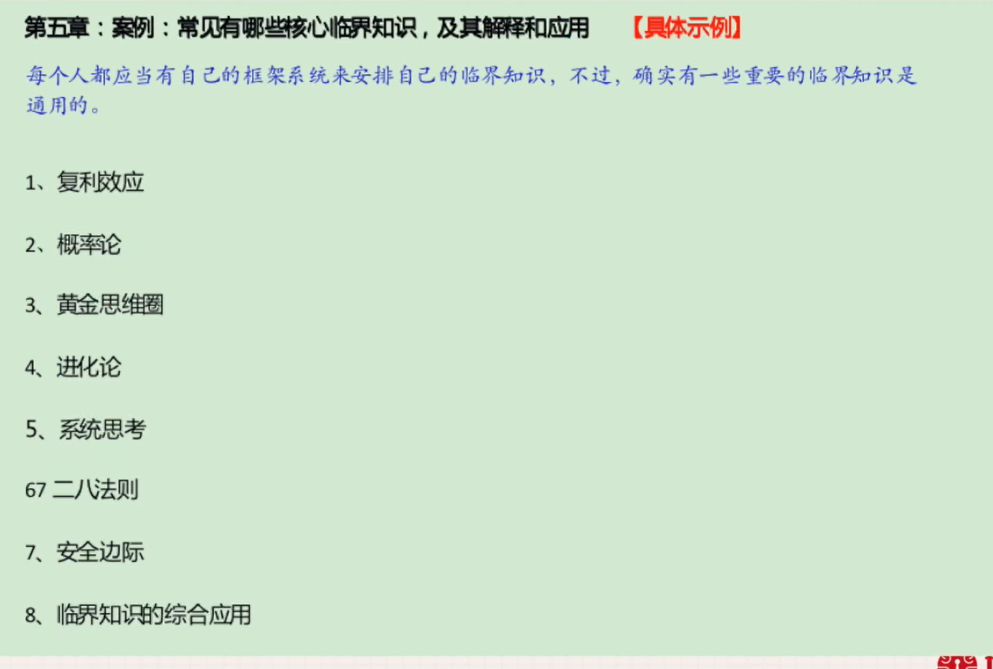 第五章：案例：常见有哪些核心临界知识，及其解释和应用 【具体示例】
每个人都应当有自己的框架系统来安排自己的临界知识，不过，确实有一些重要的临界知识是
通用的。
1、复利效应
2、概率论
3、黄金思维圈
4、进化论
5、系统思考
67 二八法则
7、安全边际
8、临界知识的综合应用